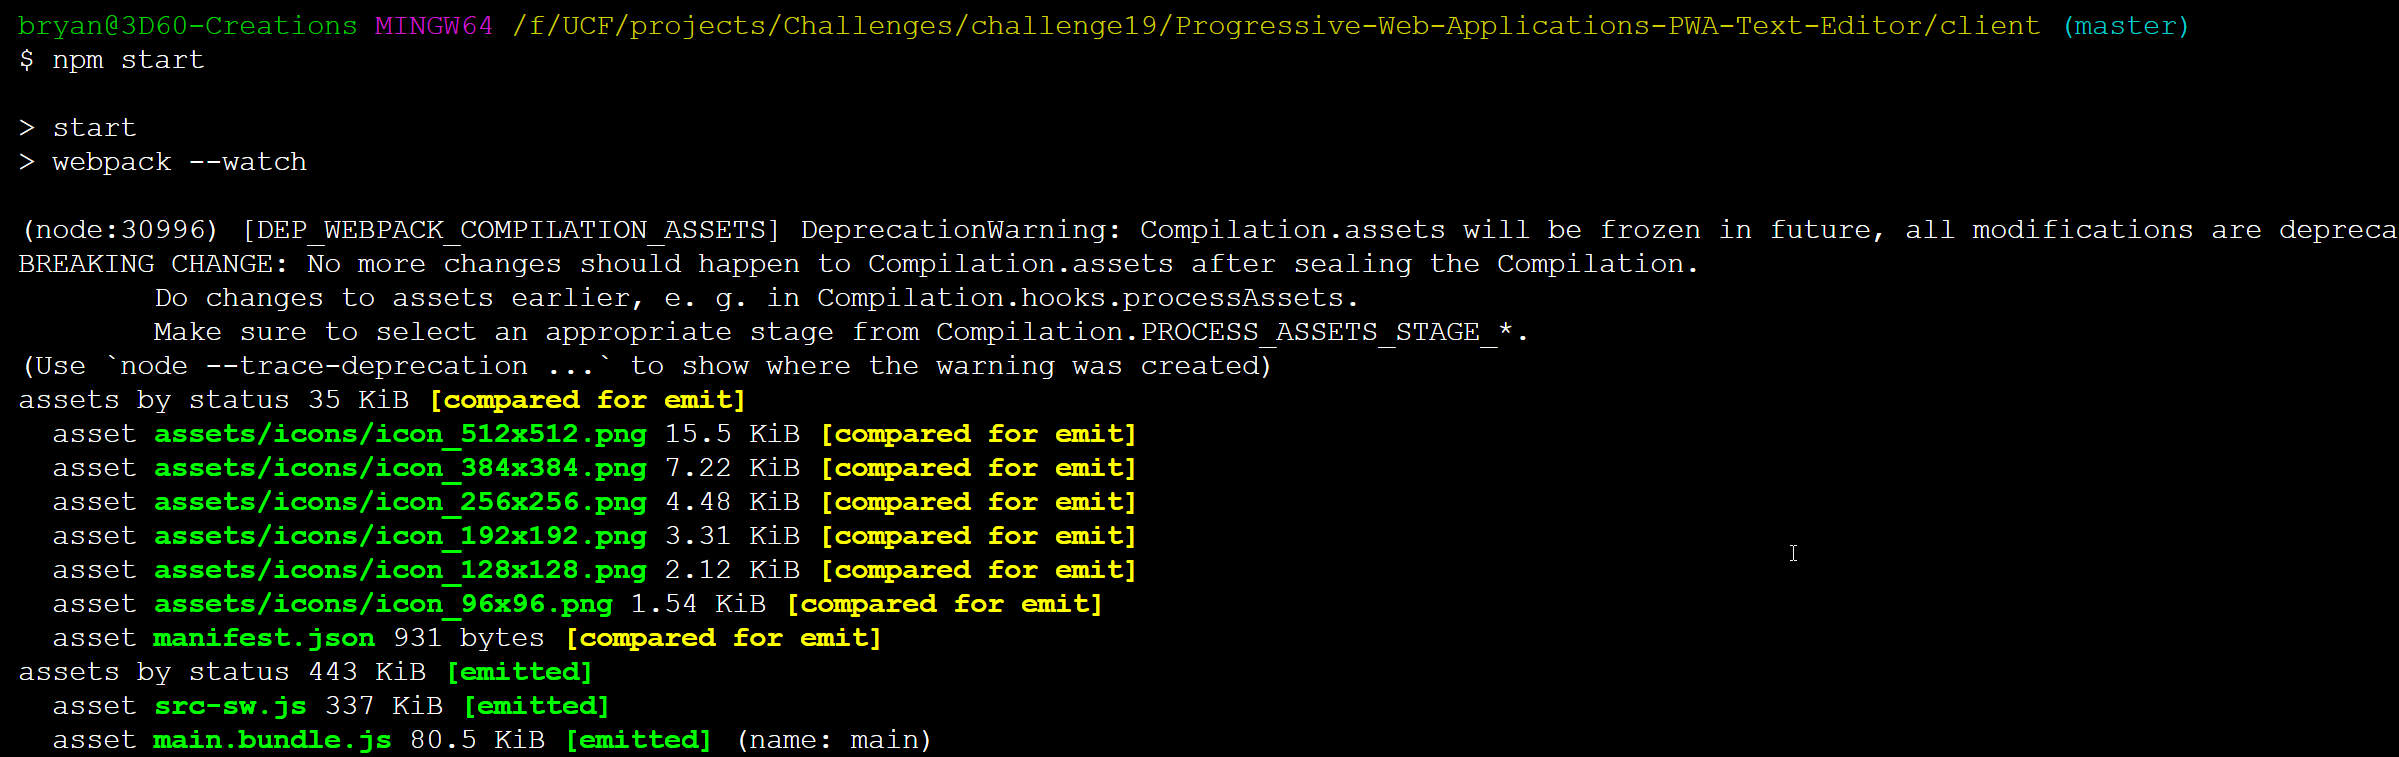 bryan@3D60-Creations MINGW64 /f/UCF/projects/Challenges/challenge19/Progressive-Web-Applications-PWA-Text-Editor/client (master)
$ npm start
> start
> webpack --watch
(node:30996) [DEP_WEBPACK_COMPILATION_ASSETS] DeprecationWarning: Compilation.assets will be frozen in future, all modifications are depreca
BREAKING CHANGE: No more changes should happen to Compilation.assets after sealing the Compilation.
Do changes to assets earlier, e. g. in Compilation.hooks.processAssets.
Make sure to select an appropriate stage from Compilation.PROCESS_ASSETS_STAGE_*.
(Use `node --trace-deprecation ...` to show where the warning was created)
assets by status 35 KiB [compared for emit]
asset assets/icons/icon_512x512.png 15.5 KiB [compared for emit]
asset assets/icons/icon_384x384.png 7.22 KiB [compared for emit]
asset assets/icons/icon_256x256.png 4.48 KiB [compared for emit]
asset assets/icons/icon_192x192.png 3.31 KiB [compared for emit]
asset assets/icons/icon_128x128.png 2.12 KiB [compared for emit]
asset assets/icons/icon_96x96.png 1.54 KiB [compared for emit]
asset manifest.json 931 bytes [compared for emit]
assets by status 443 KiB [emitted]
asset src-sw.js 337 KiB [emitted]
asset main.bundle.js 80.5 KiB [emitted] (name: main)